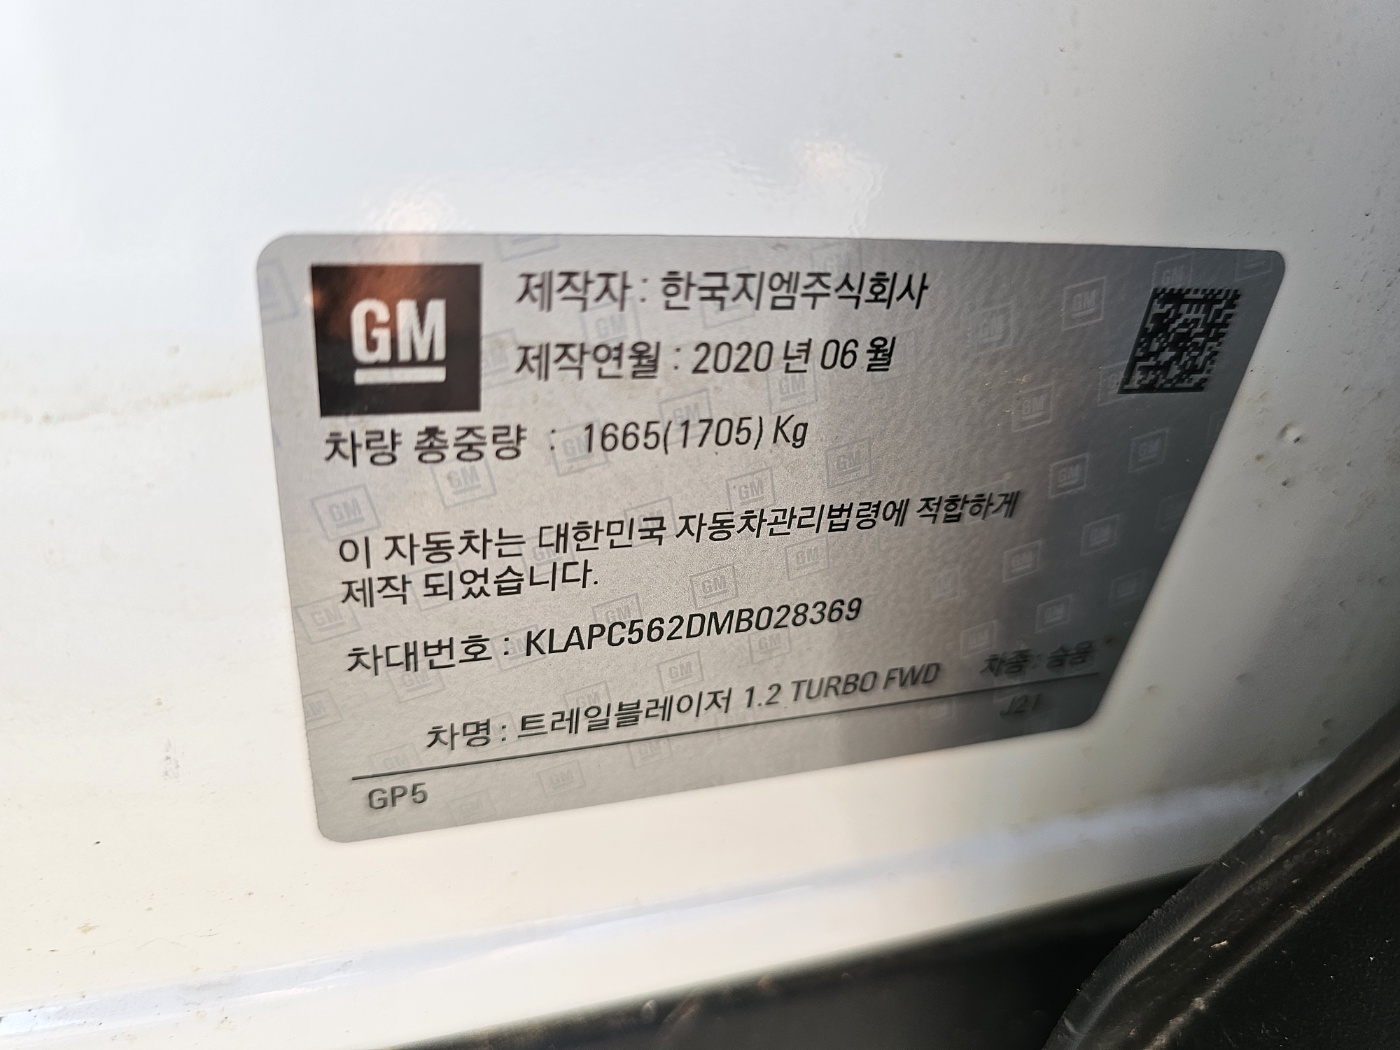 GM
제작자 : 한국지엠주식회사
제작연월 : 2020 년 06 월
차량 총중량 : 1665(1705) Kg
이 자동차는 대한민국 자동차관리법령에 적합하게
제작 되었습니다.
차대번호 : KLAPC562DMB028369
차명 : 트레일블레이저 1.2 TURBO FWD 차종 : 승용
GP5 J21